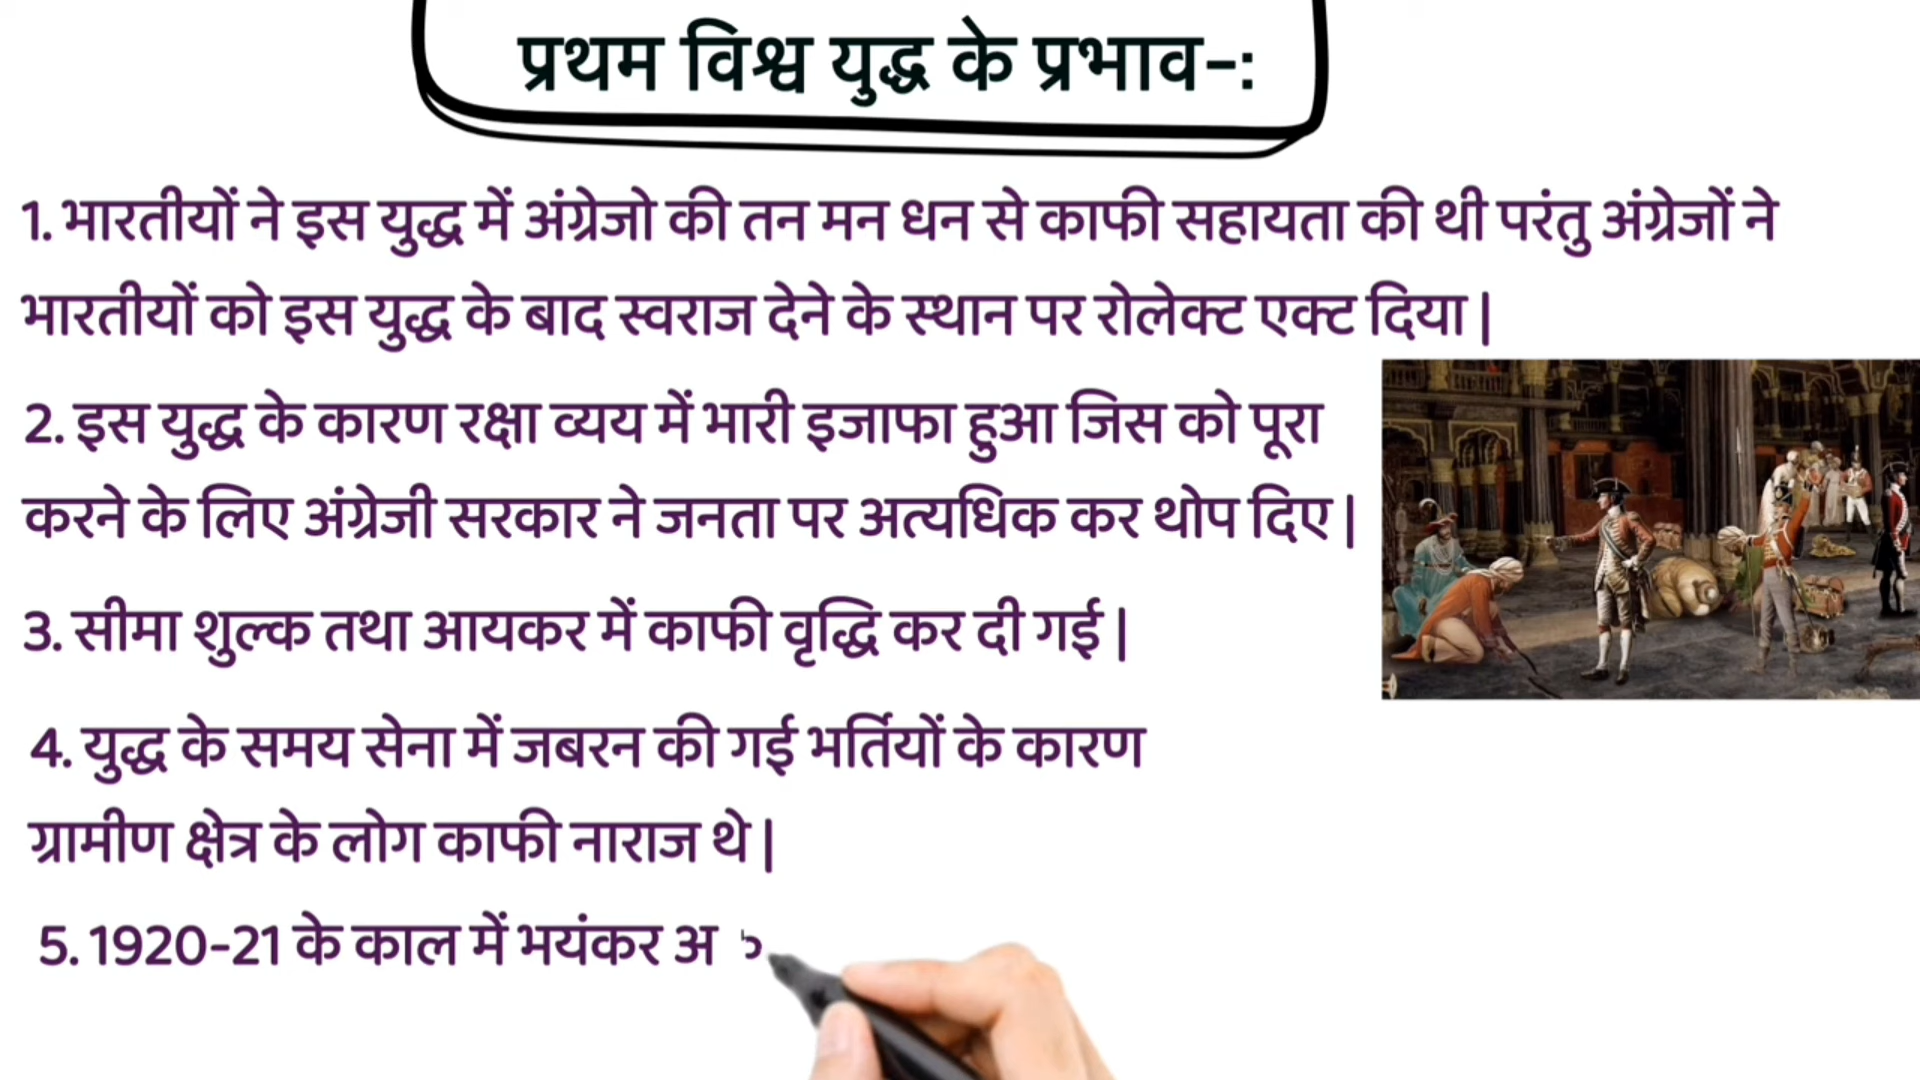 प्रथम विश्व युद्ध के प्रभाव-:
1. भारतीयों ने इस युद्ध में अंग्रेजो की तन मन धन से काफी सहायता की थी परंतु अंग्रेजों ने
भारतीयों को इस युद्ध के बाद स्वराज देने के स्थान पर रोलेक्ट एक्ट दिया |
2. इस युद्ध के कारण रक्षा व्यय में भारी इजाफा हुआ जिस को पूरा
करने के लिए अंग्रेजी सरकार ने जनता पर अत्यधिक कर थोप दिए |
3. सीमा शुल्क तथा आयकर में काफी वृद्धि कर दी गई |
4. युद्ध के समय सेना में जबरन की गई भर्तियों के कारण
ग्रामीण क्षेत्र के लोग काफी नाराज थे |
5. 1920-21 के काल में भयंकर अ